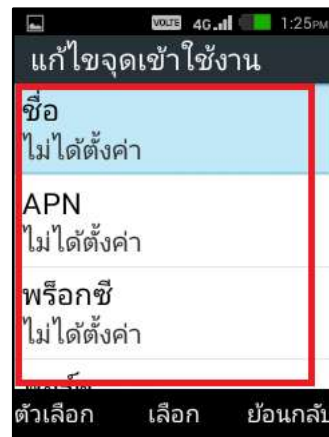 VOLTE 4G 1:25PM
แก้ไขจุดเข้าใช้งาน
ชื่อ
ไม่ได้ตั้งค่า
APN
ไม่ได้ตั้งค่า
พร็อกซี
ไม่ได้ตั้งค่า
ตัวเลือก เลือก ย้อนกลับ